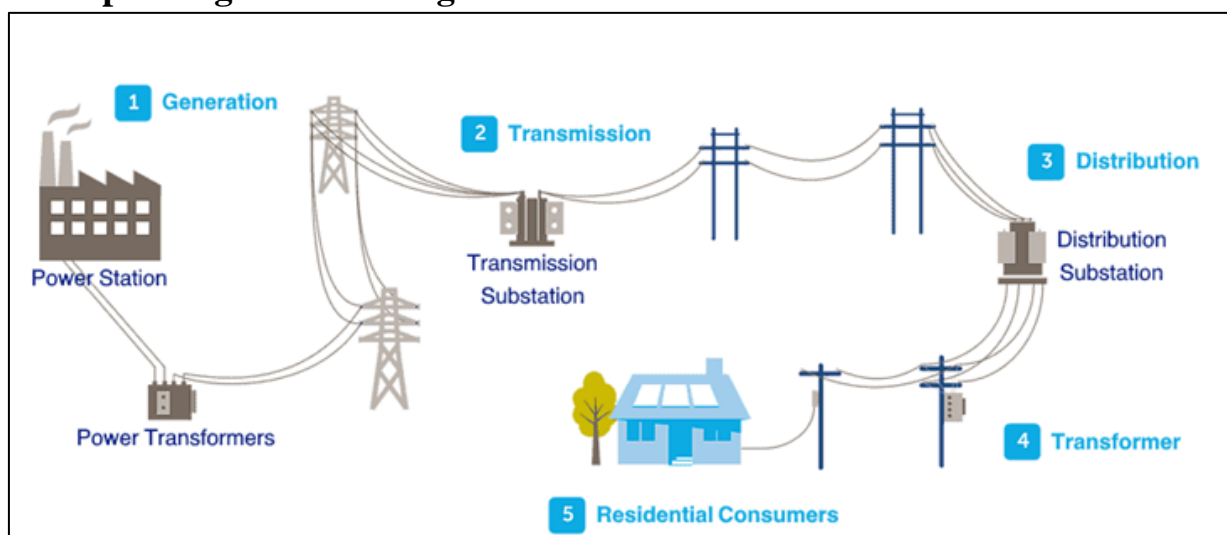 1 Generation
2 Transmission
3 Distribution
Power Station
Transmission
Substation
Distribution
Substation
Power Transformers
4 Transformer
5 Residential Consumers